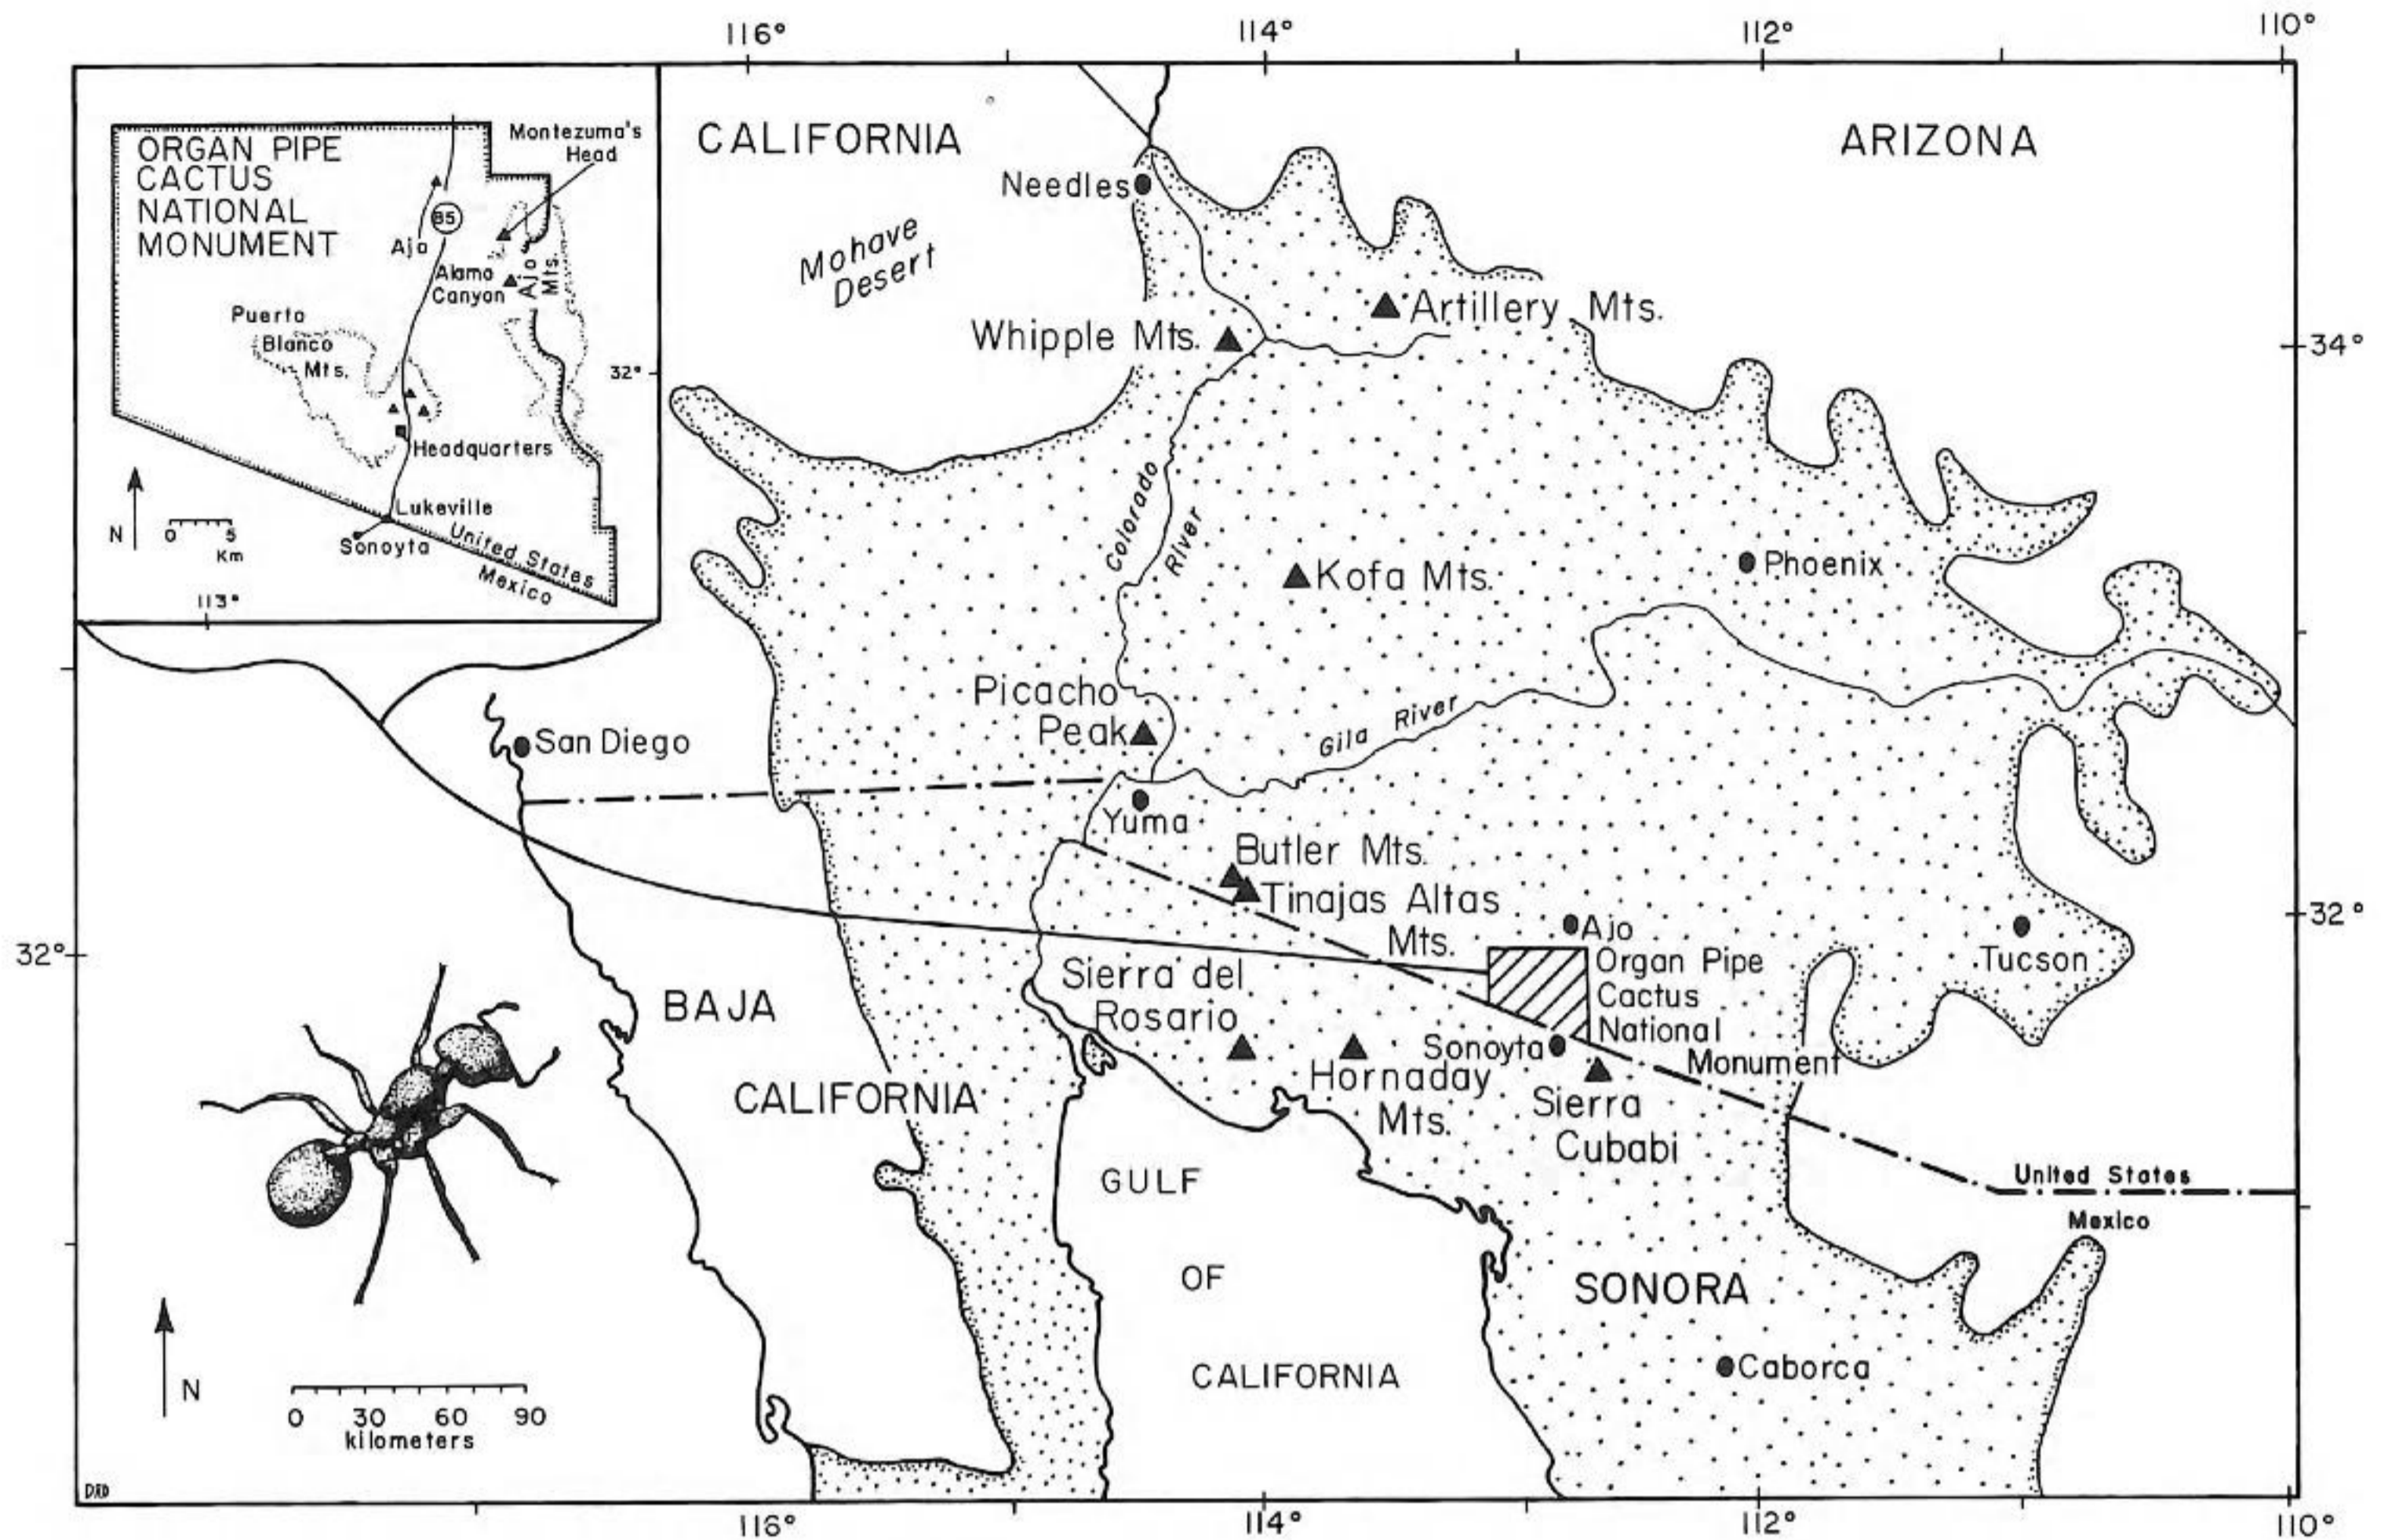 116°
114°
112°
110°
ORGAN PIPE
CACTUS
NATIONAL
MONUMENT
Montezuma's
Head
85
Ajo
Alamo
Canyon
Ajo
Mts.
Puerto
Blanco
Mts.
32°
Headquarters
N
0 5
Km
Lukeville
Sonoyta
United States
Mexico
113°
CALIFORNIA
ARIZONA
Needles
Mohave
Desert
Artillery Mts.
Whipple Mts.
34°
Colorado
River
Kofa Mts.
Phoenix
Picacho
Peak
Gila River
San Diego
Yuma
Butler Mts.
Tinajas Altas
Mts.
Ajo
32°
32°
Organ Pipe
Cactus
National
Monument
Tucson
Sierra del
Rosario
BAJA
CALIFORNIA
Sonoyta
Hornaday
Mts.
Sierra
Cubabi
GULF
OF
CALIFORNIA
United States
Mexico
SONORA
Caborca
N
0 30 60 90
kilometers
DRD
116°
114°
112°
110°